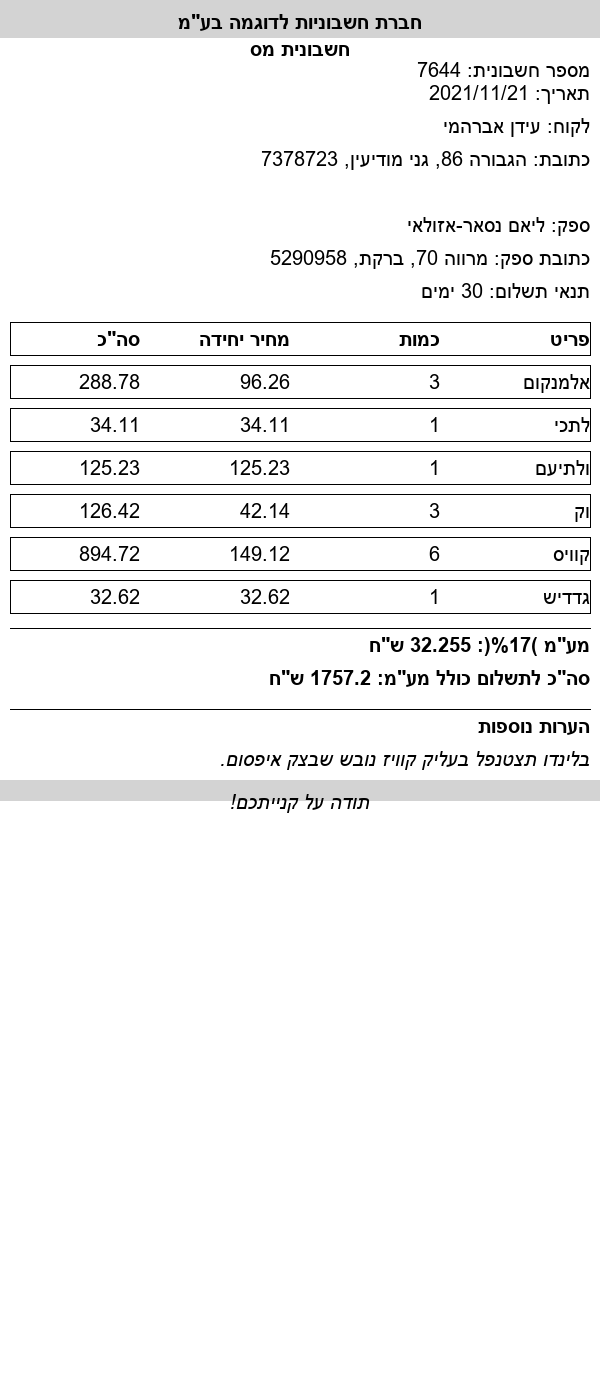 חברת חשבוניות לדוגמה בע"מ
חשבונית מס
מספר חשבונית: 7644
תאריך: 2021/11/21
לקוח: עידן אברהמי
כתובת: הגבורה 86, גני מודיעין, 7378723
ספק: ליאם נסאר-אזולאי
כתובת ספק: מרווה 70, ברקת, 5290958
תנאי תשלום: 30 ימים
פריט כמות מחיר יחידה סה"כ
אלמנקום 3 96.26 288.78
לתכי 1 34.11 34.11
ולתיעם 1 125.23 125.23
וק 3 42.14 126.42
קוויס 6 149.12 894.72
גדדיש 1 32.62 32.62
מע"מ )17%(: 32.255 ש"ח
סה"כ לתשלום כולל מע"מ: 1757.2 ש"ח
הערות נוספות
בלינדו תצטנפל בעליק קוויז נובש שבצק איפסום.
תודה על קנייתכם!